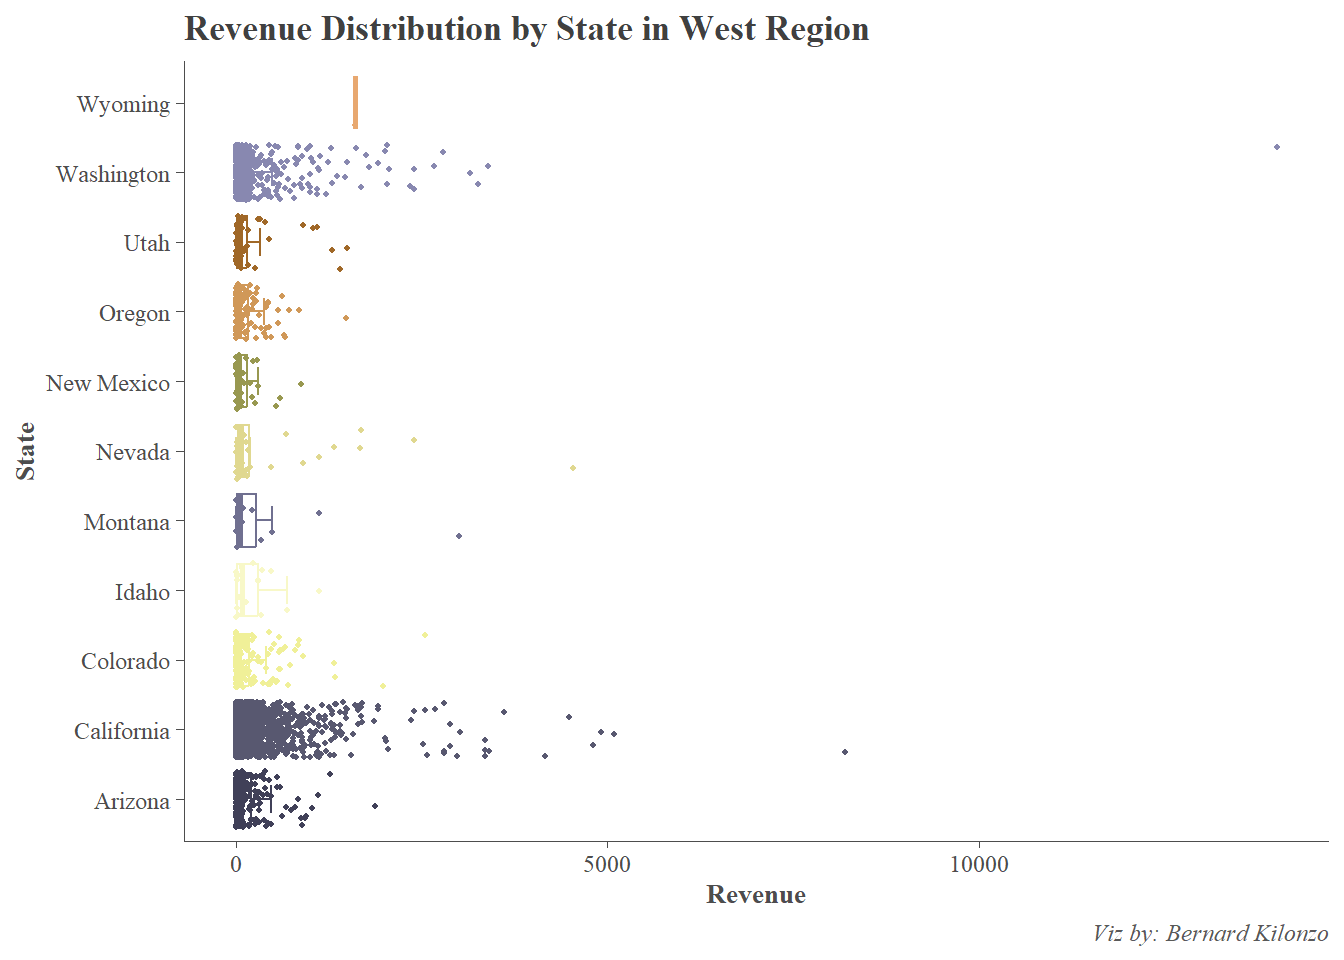 Revenue Distribution by State in West Region
Wyoming
Washington
Utah
Oregon
New Mexico
Nevada
Montana
Idaho
Colorado
California
Arizona
State
0 5000 10000
Revenue
Viz by: Bernard Kilonzo